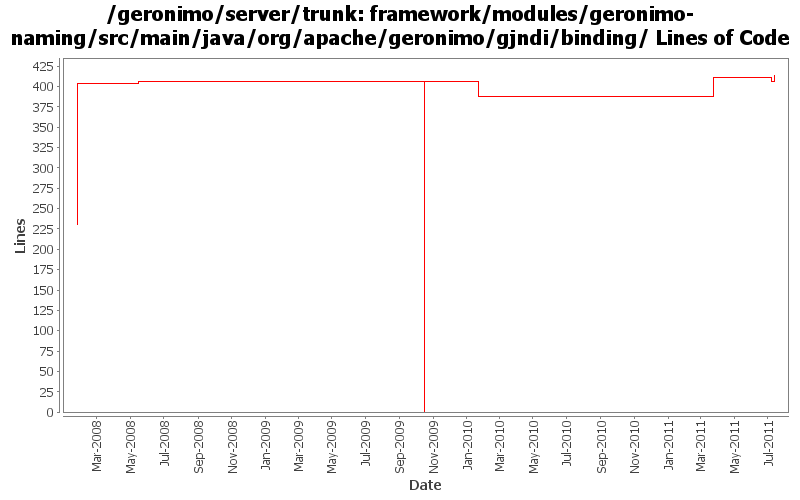 /geronimo/server/trunk: framework/modules/geronimo-
naming/src/main/java/org/apache/geronimo/gjndi/binding/ Lines of Code
425
400
375
350
325
300
275
250
225
200
175
150
125
100
75
50
25
0
Lines
Mar-2008
May-2008
Jul-2008
Sep-2008
Nov-2008
Jan-2009
Mar-2009
May-2009
Jul-2009
Sep-2009
Nov-2009
Jan-2010
Mar-2010
May-2010
Jul-2010
Sep-2010
Nov-2010
Jan-2011
Mar-2011
May-2011
Jul-2011
Date